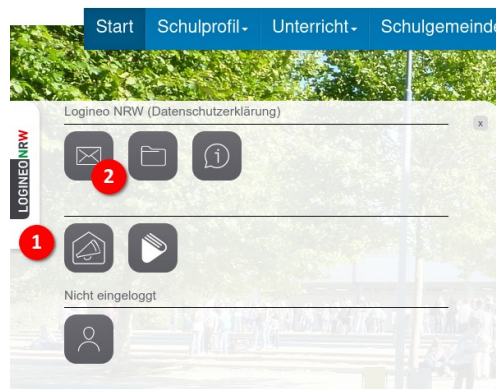 Start Schulprofil Unterricht Schulgemeinde
Logineo NRW (Datenschutzerklärung)
x
LOGINEO NRW
2
1
Nicht eingeloggt